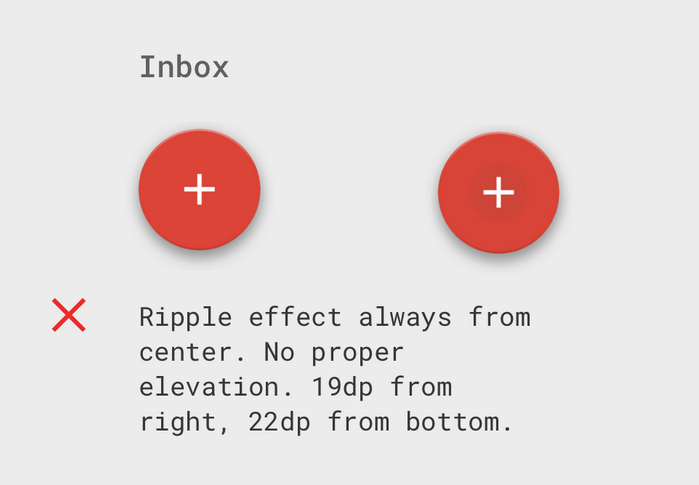 Inbox
Ripple effect always from
center. No proper
elevation. 19dp from
right, 22dp from bottom.